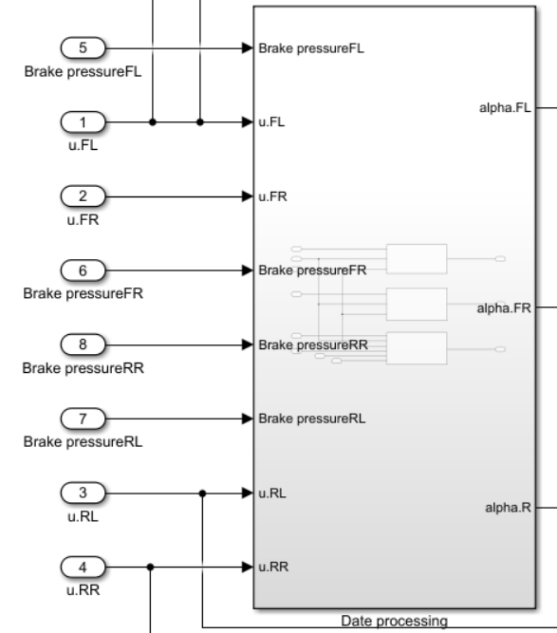 5
Brake pressureFL
Brake pressureFL
alpha.FL
1
u.FL
u.FL
2
u.FR
u.FR
6
Brake pressureFR
Brake pressureFR
alpha.FR
8
Brake pressureRR
Brake pressureRR
7
Brake pressureRL
Brake pressureRL
3
u.RL
u.RL
alpha.R
4
u.RR
u.RR
Date processing